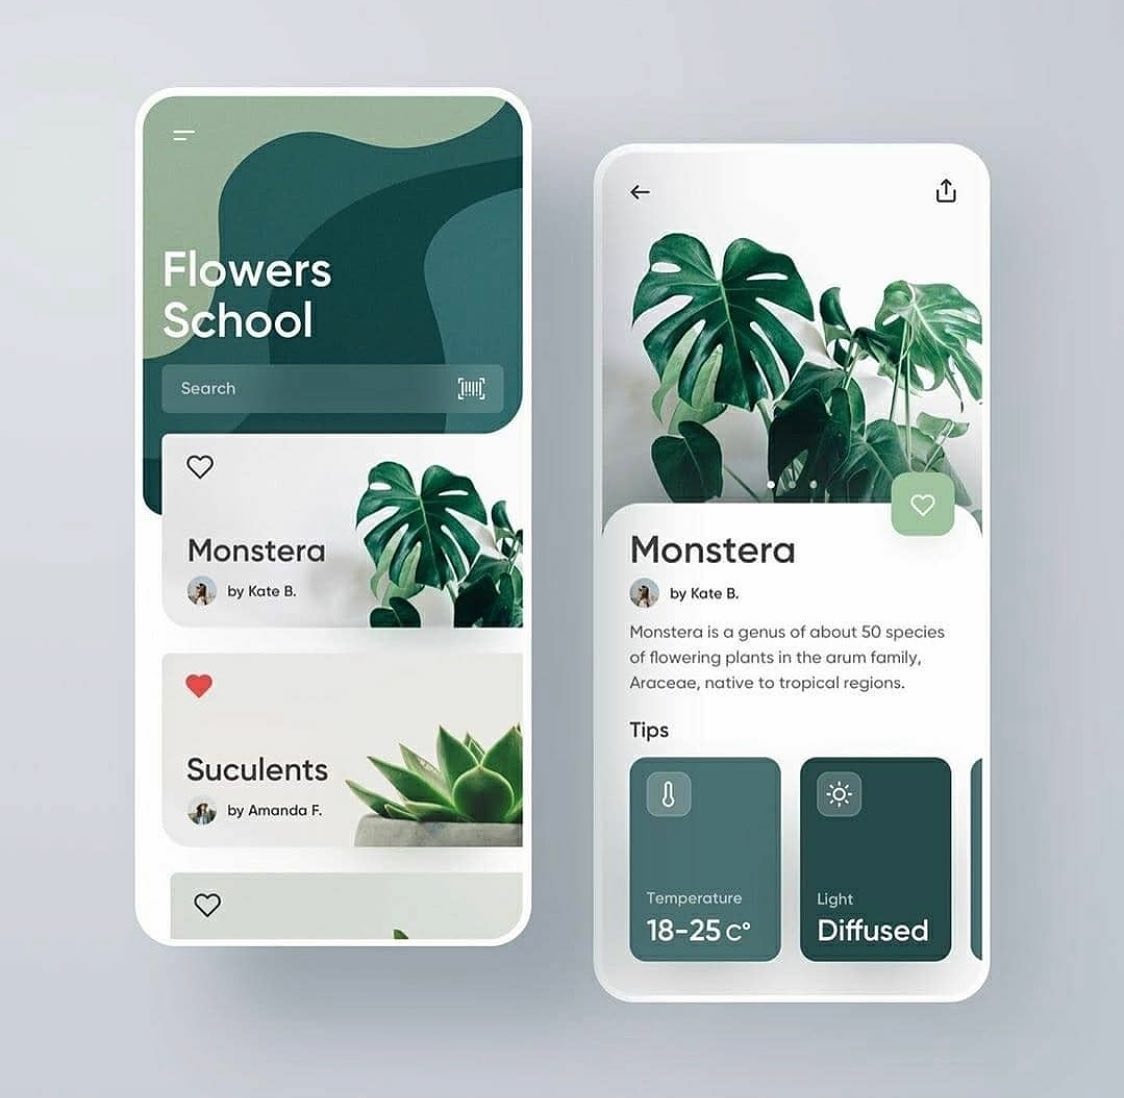 Flowers
School
Search
Monstera
by Kate B.
Suculents
by Amanda F.
Monstera
by Kate B.
Monstera is a genus of about 50 species
of flowering plants in the arum family,
Araceae, native to tropical regions.
Tips
Temperature
18-25 C°
Light
Diffused